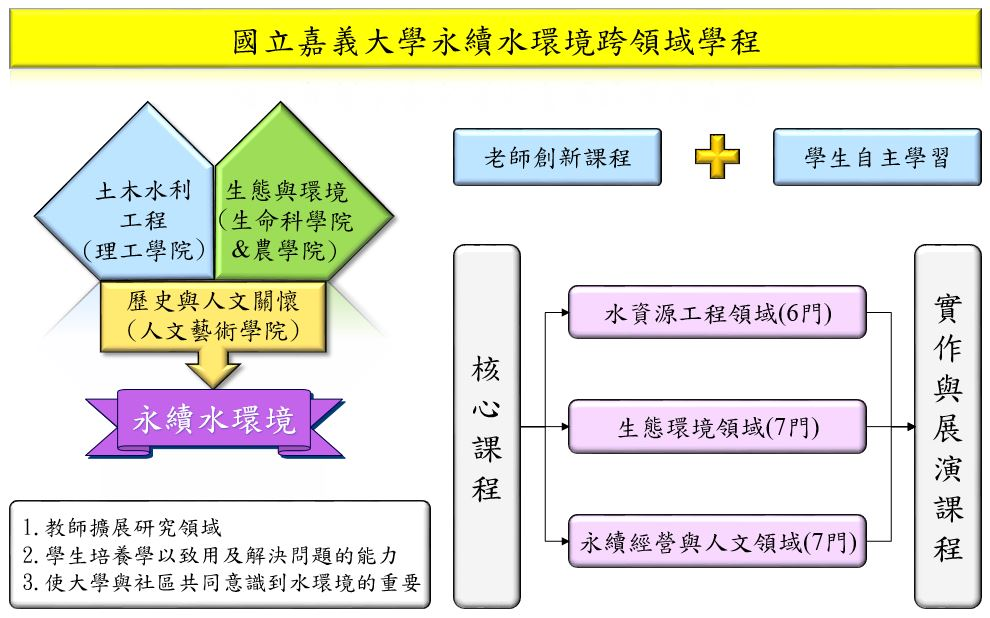 國立嘉義大學永續水環境跨領域學程
土木水利
工程
(理工學院)
生態與環境
(生命科學院
&農學院)
歷史與人文關懷
(人文藝術學院)
永續水環境
1.教師擴展研究領域
2.學生培養學以致用及解決問題的能力
3.使大學與社區共同意識到水環境的重要
老師創新課程
學生自主學習
核心課程
水資源工程領域(6門)
生態環境領域(7門)
永續經營與人文領域(7門)
實作與展演課程